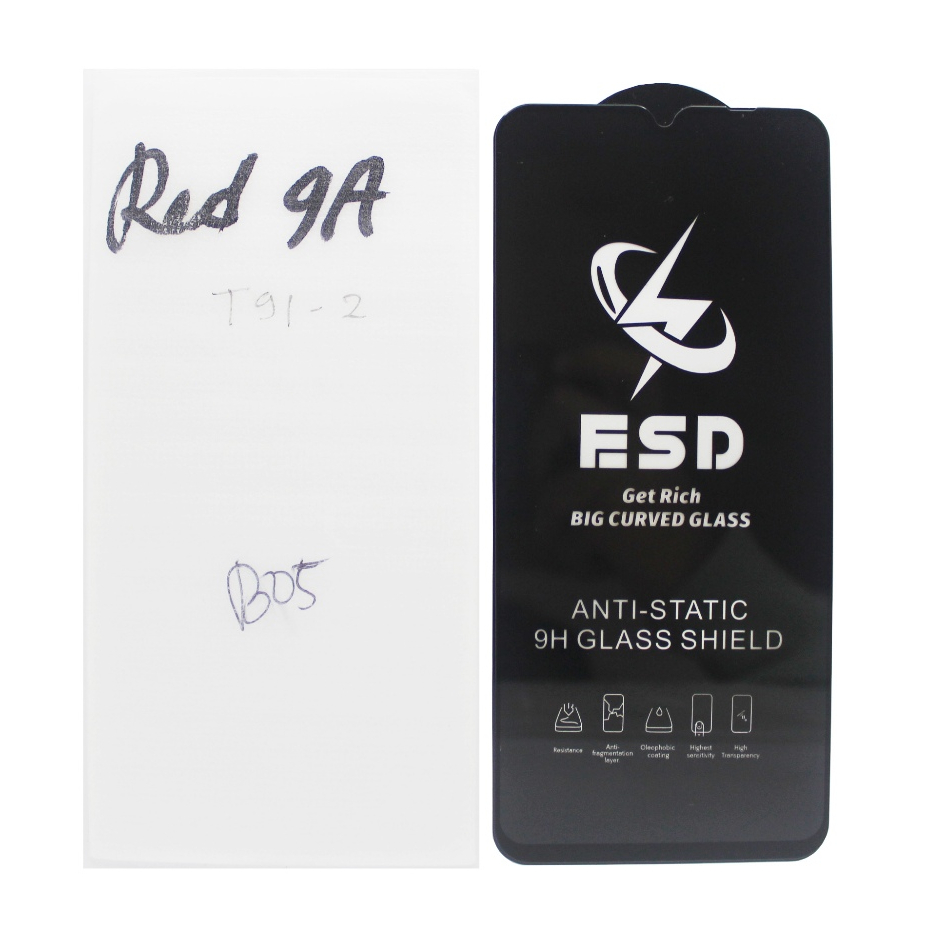 Red 9A
T91-2
B05
ESD
Get Rich
BIG CURVED GLASS
ANTI-STATIC
9H GLASS SHIELD
Resistance
Anti-
fragmentation
layer
Oleophobic
coating
Highest
sensitivity
High
Transparency